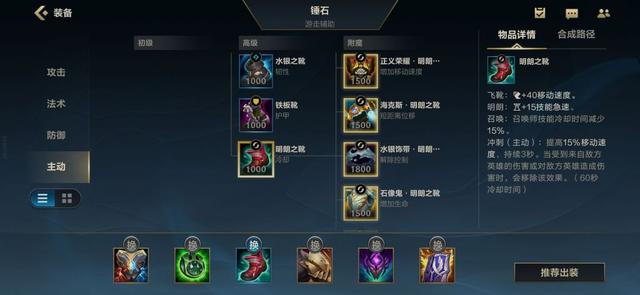 装备
锤石
游走辅助
攻击
法术
防御
主动
初级
高级
附魔
水银之靴
韧性
1000
铁板靴
护甲
1000
明朗之靴
冷却
1000
正义荣耀·明朗…
增加移动速度
1500
海克斯·明朗之靴
短距离位移
1500
水银饰带·明朗…
解除控制
1800
石像鬼·明朗之靴
增加生命
1500
物品详情
合成路径
明朗之靴
飞靴：+40移动速度。
明朗：+15技能急速。
召唤：召唤师技能冷却时间减少
15%。
冲刺（主动）：提高15%移动速
度，持续3秒。当受到来自敌方
英雄的伤害或对敌方英雄造成伤
害时，会移除该效果。（60秒
冷却时间）
换
换
换
换
换
换
推荐出装